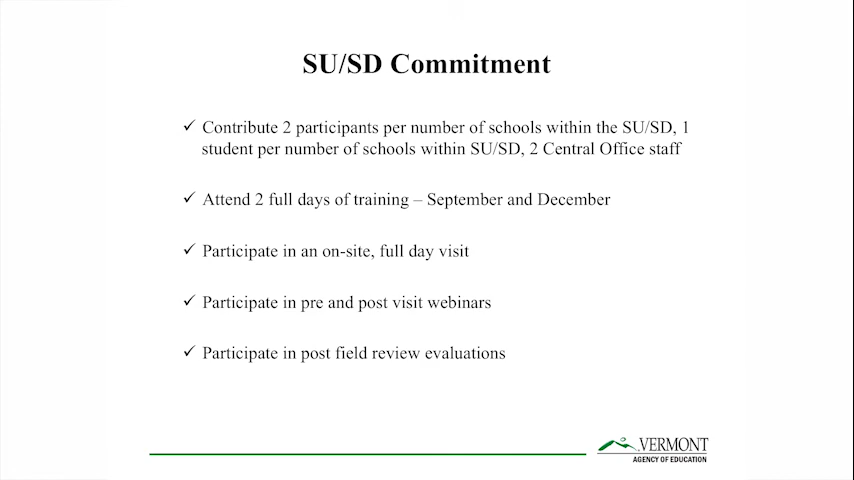 SU/SD Commitment
✓ Contribute 2 participants per number of schools within the SU/SD, 1
student per number of schools within SU/SD, 2 Central Office staff
✓ Attend 2 full days of training – September and December
✓ Participate in an on-site, full day visit
✓ Participate in pre and post visit webinars
✓ Participate in post field review evaluations
VERMONT
AGENCY OF EDUCATION